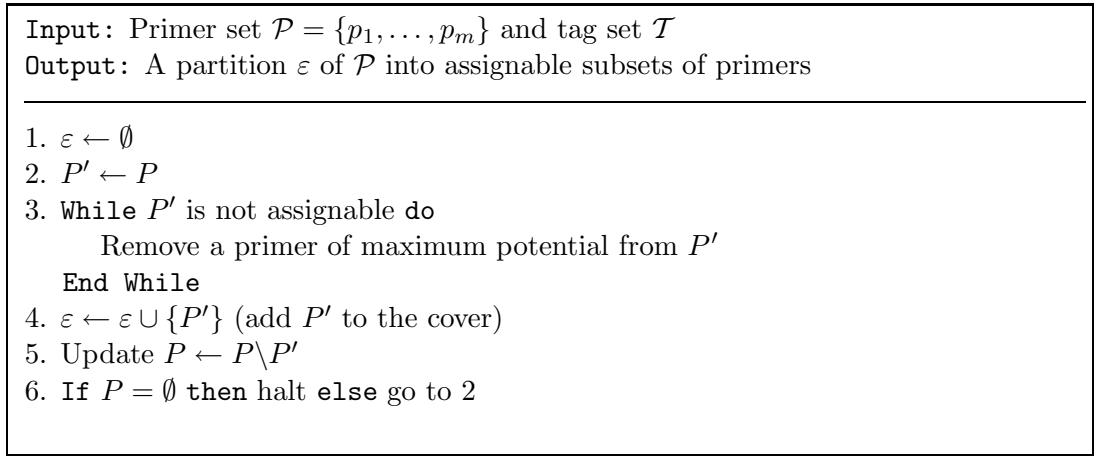 Input: Primer set 𝒫 = {p₁, . . . , pₘ} and tag set 𝒯
Output: A partition ε of 𝒫 into assignable subsets of primers
1. ε ← ∅
2. P′ ← P
3. While P′ is not assignable do
Remove a primer of maximum potential from P′
End While
4. ε ← ε ∪ {P′} (add P′ to the cover)
5. Update P ← P\P′
6. If P = ∅ then halt else go to 2